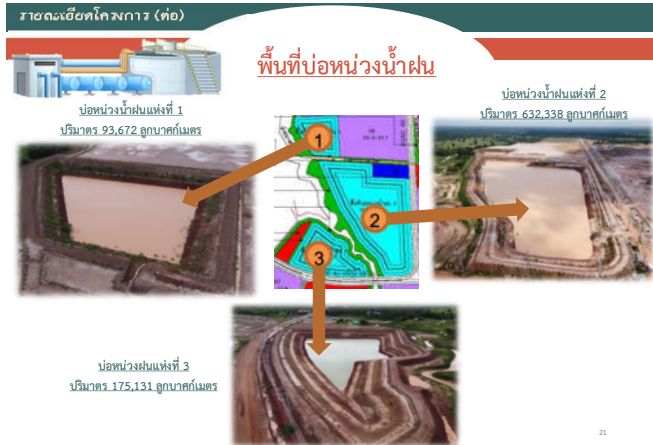 รายละเอียดโครงการ (ต่อ)
พื้นที่บ่อหน่วงน้ำฝน
บ่อหน่วงน้ำฝนแห่งที่ 1
ปริมาตร 93,672 ลูกบาศก์เมตร
บ่อหน่วงน้ำฝนแห่งที่ 2
ปริมาตร 632,338 ลูกบาศก์เมตร
1
2
3
บ่อหน่วงฝนแห่งที่ 3
ปริมาตร 175,131 ลูกบาศก์เมตร
21